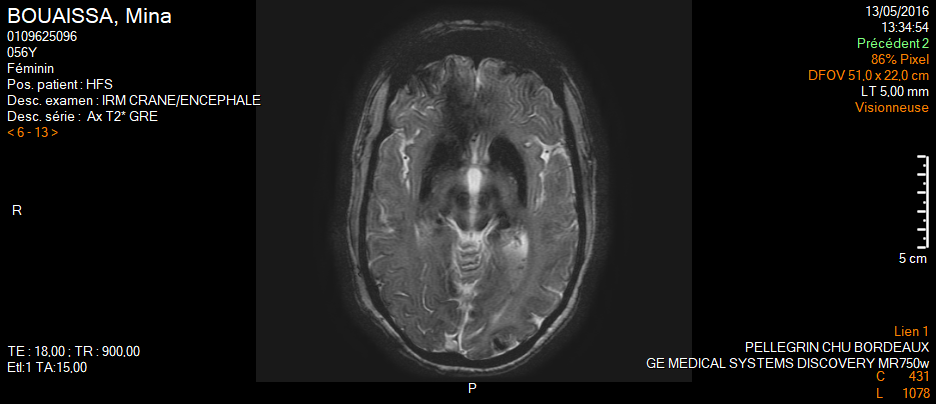 BOUAISSA, Mina
0109625096
056Y
Féminin
Pos. patient : HFS
Desc. examen : IRM CRANE/ENCEPHALE
Desc. série : Ax T2* GRE
< 6 - 13 >
13/05/2016
13:34:54
Précédent 2
86% Pixel
DFOV 51,0 x 22,0 cm
LT 5,00 mm
Visionneuse
R
5 cm
TE : 18,00 ; TR : 900,00
Etl:1 TA:15,00
P
Lien 1
PELLEGRIN CHU BORDEAUX
GE MEDICAL SYSTEMS DISCOVERY MR750w
C 431
L 1078